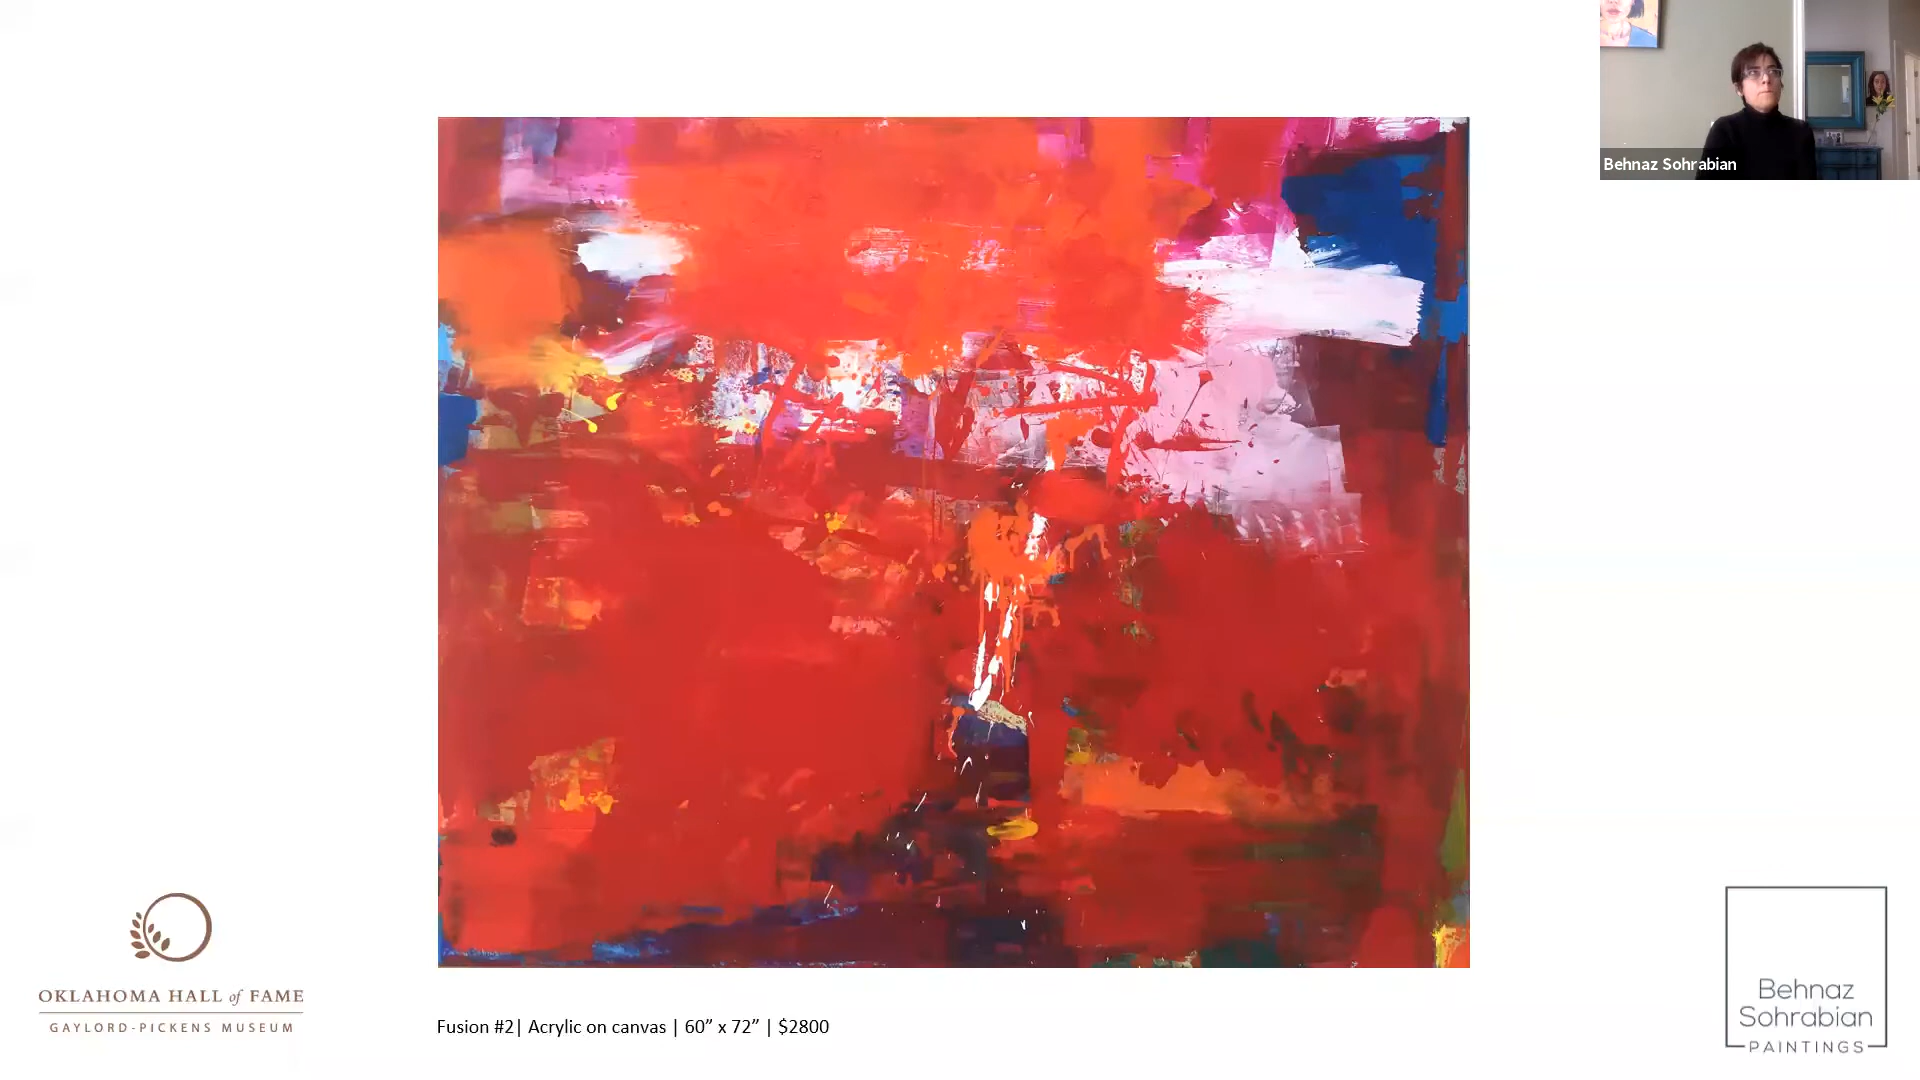 Behnaz Sohrabian
OKLAHOMA HALL of FAME
GAYLORD-PICKENS MUSEUM
Fusion #2| Acrylic on canvas | 60” x 72” | $2800
Behnaz
Sohrabian
PAINTINGS